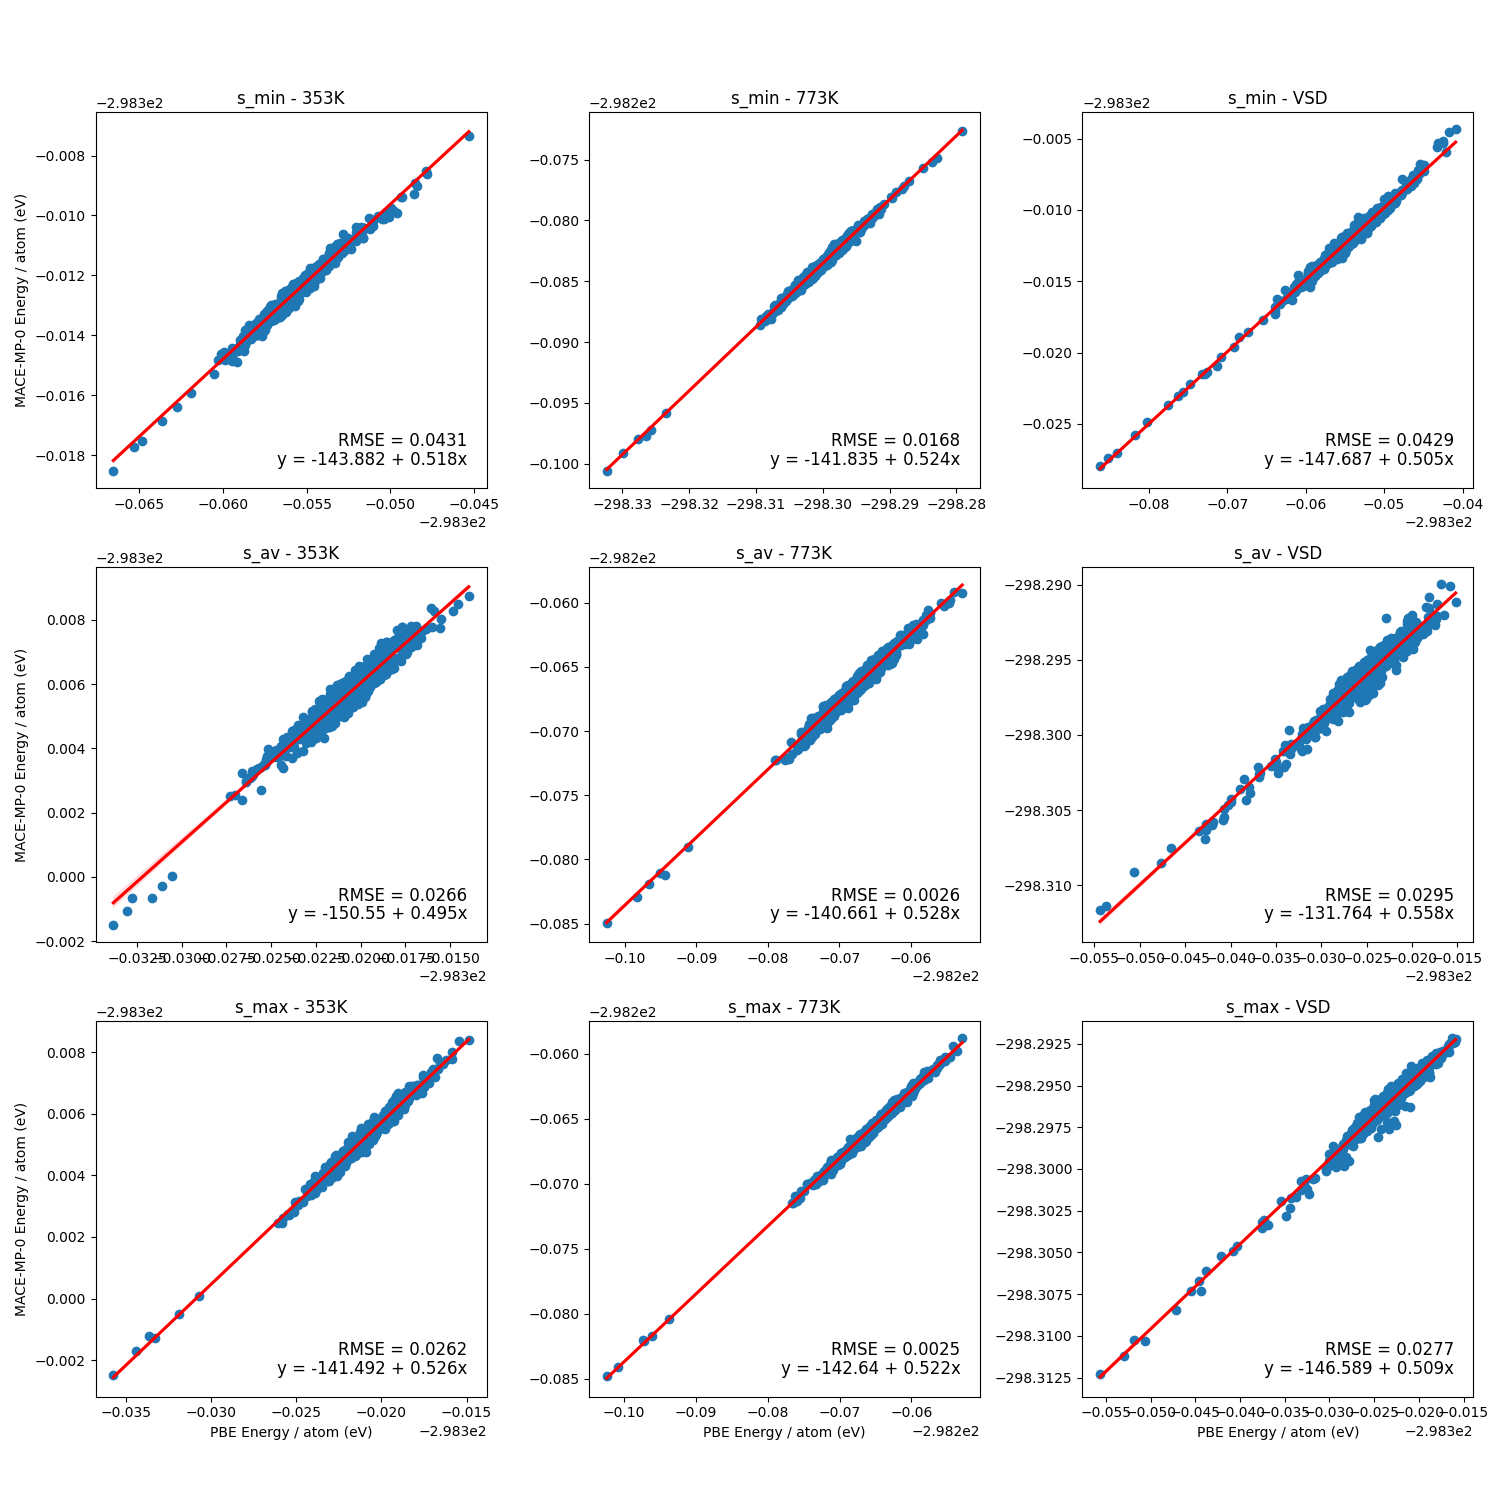 −2.983e2
s_min - 353K
−0.008
−0.010
−0.012
−0.014
−0.016
−0.018
MACE-MP-0 Energy / atom (eV)
RMSE = 0.0431
y = -143.882 + 0.518x
−0.065 −0.060 −0.055 −0.050 −0.045
−2.983e2
−2.982e2
s_min - 773K
−0.075
−0.080
−0.085
−0.090
−0.095
−0.100
RMSE = 0.0168
y = -141.835 + 0.524x
−298.33 −298.32 −298.31 −298.30 −298.29 −298.28
−2.983e2
s_min - VSD
−0.005
−0.010
−0.015
−0.020
−0.025
RMSE = 0.0429
y = -147.687 + 0.505x
−0.08 −0.07 −0.06 −0.05 −0.04
−2.983e2
−2.983e2
s_av - 353K
0.008
0.006
0.004
0.002
0.000
−0.002
MACE-MP-0 Energy / atom (eV)
RMSE = 0.0266
y = -150.55 + 0.495x
−0.0325 −0.0300 −0.0275 −0.0250 −0.0225 −0.0200 −0.0175 −0.0150
−2.983e2
−2.982e2
s_av - 773K
−0.060
−0.065
−0.070
−0.075
−0.080
−0.085
RMSE = 0.0026
y = -140.661 + 0.528x
−0.10 −0.09 −0.08 −0.07 −0.06
−2.982e2
s_av - VSD
−298.290
−298.295
−298.300
−298.305
−298.310
RMSE = 0.0295
y = -131.764 + 0.558x
−0.055 −0.050 −0.045 −0.040 −0.035 −0.030 −0.025 −0.020 −0.015
−2.983e2
−2.983e2
s_max - 353K
0.008
0.006
0.004
0.002
0.000
−0.002
MACE-MP-0 Energy / atom (eV)
RMSE = 0.0262
y = -141.492 + 0.526x
−0.035 −0.030 −0.025 −0.020 −0.015
PBE Energy / atom (eV)
−2.983e2
−2.982e2
s_max - 773K
−0.060
−0.065
−0.070
−0.075
−0.080
−0.085
RMSE = 0.0025
y = -142.64 + 0.522x
−0.10 −0.09 −0.08 −0.07 −0.06
PBE Energy / atom (eV)
−2.982e2
s_max - VSD
−298.2925
−298.2950
−298.2975
−298.3000
−298.3025
−298.3050
−298.3075
−298.3100
−298.3125
RMSE = 0.0277
y = -146.589 + 0.509x
−0.055 −0.050 −0.045 −0.040 −0.035 −0.030 −0.025 −0.020 −0.015
PBE Energy / atom (eV)
−2.983e2